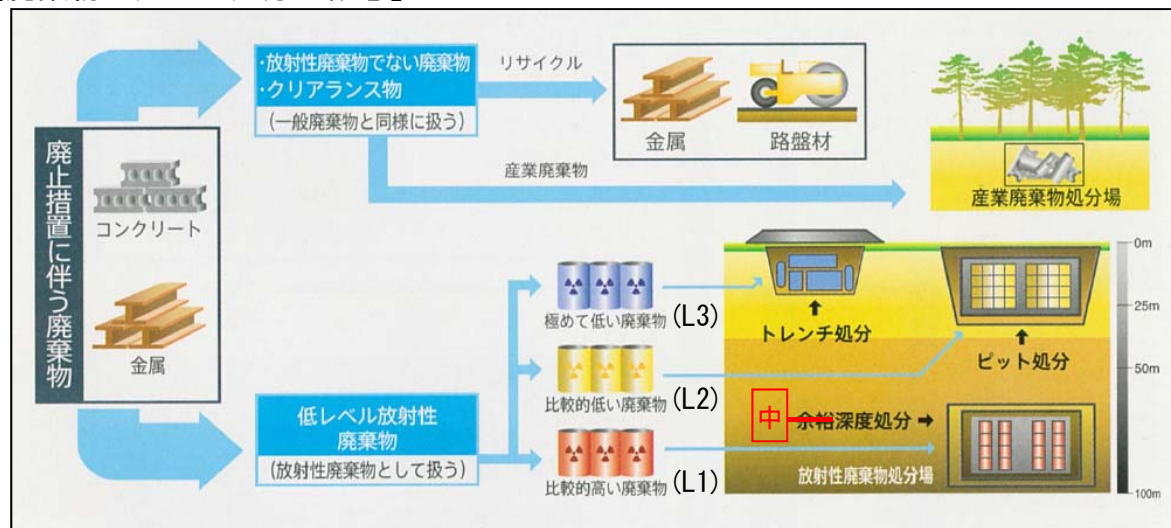 廃止措置に伴う廃棄物
コンクリート
金属
・放射性廃棄物でない廃棄物
・クリアランス物
(一般廃棄物と同様に扱う)
リサイクル
金属
路盤材
産業廃棄物
産業廃棄物処分場
低レベル放射性
廃棄物
(放射性廃棄物として扱う)
極めて低い廃棄物 (L3)
比較的低い廃棄物 (L2)
比較的高い廃棄物 (L1)
トレンチ処分
ピット処分
中 余裕深度処分
放射性廃棄物処分場
0m
25m
50m
100m